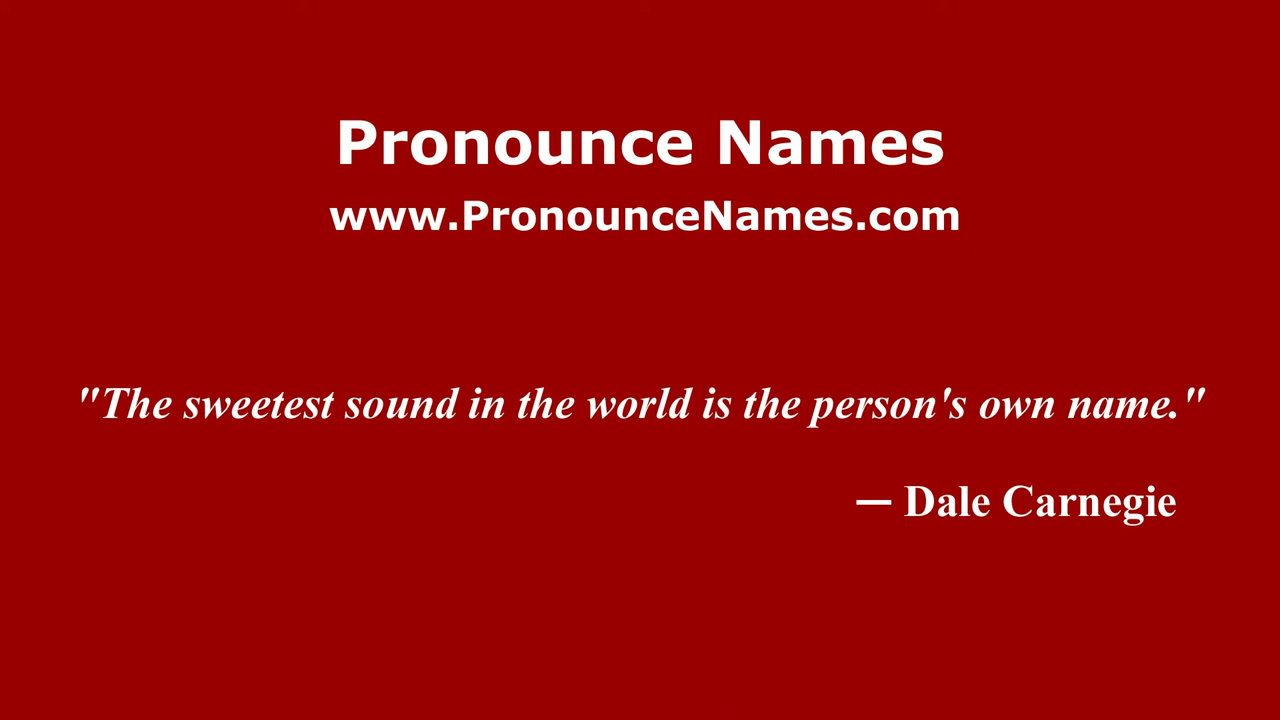 Pronounce Names
www.PronounceNames.com
"The sweetest sound in the world is the person's own name."
— Dale Carnegie